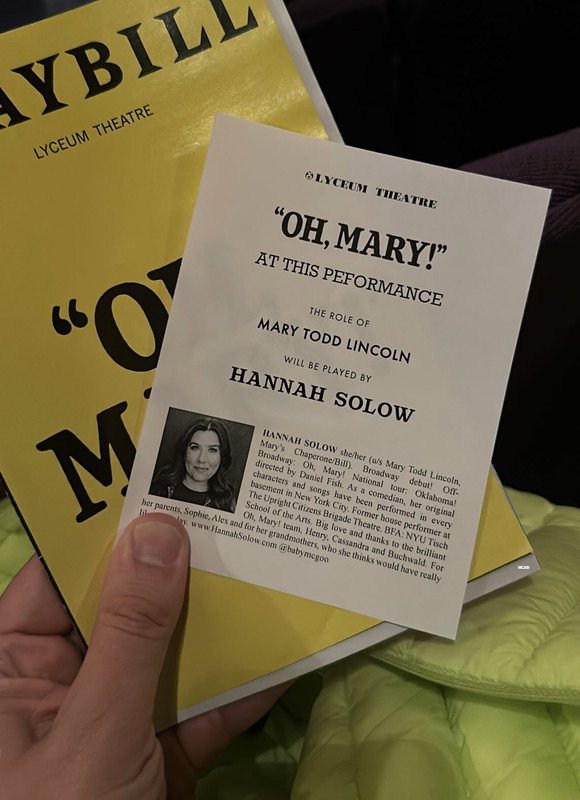 AYBILL
LYCEUM THEATRE
“O
M
LYCEUM THEATRE
“OH, MARY!”
AT THIS PEFORMANCE
THE ROLE OF
MARY TODD LINCOLN
WILL BE PLAYED BY
HANNAH SOLOW
HANNAH SOLOW she/her (u/s Mary Todd Lincoln,
Mary's Chaperone/Bill). Broadway debut! Off-
Broadway: Oh, Mary! National tour: Oklahoma!
directed by Daniel Fish. As a comedian, her original
characters and songs have been performed in every
basement in New York City. Former house performer at
The Upright Citizens Brigade Theatre. BFA: NYU Tisch
School of the Arts. Big love and thanks to the brilliant
Oh, Mary! team, Henry, Cassandra and Buchwald. For
her parents, Sophie, Alex and for her grandmothers, who she thinks would have really
www.HannahSolow.com @babymcgoo